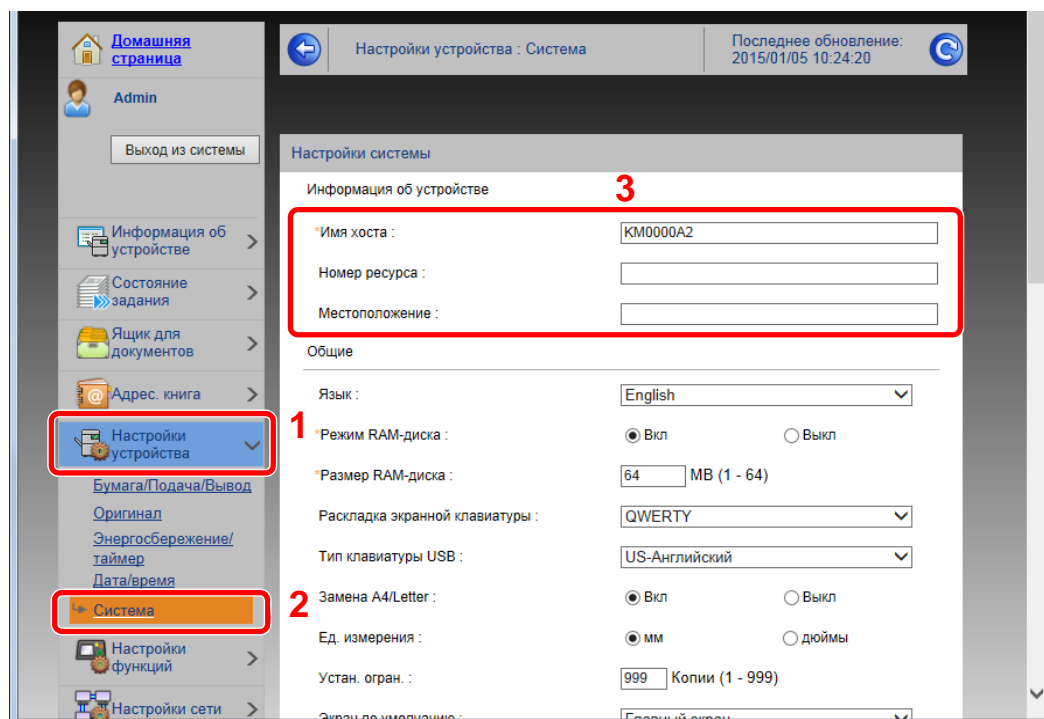 Домашняя
страница
Admin
Выход из системы
Информация об
устройстве
Состояние
задания
Ящик для
документов
Адрес. книга
Настройки
устройства
1
Бумага/Подача/Вывод
Оригинал
Энергосбережение/
таймер
Дата/время
Система
2
Настройки
функций
Настройки сети
Настройки устройства : Система
Последнее обновление:
2015/01/05 10:24:20
Настройки системы
Информация об устройстве
3
*Имя хоста : KM0000A2
Номер ресурса :
Местоположение :
Общие
Язык : English
*Режим RAM-диска : Вкл Выкл
*Размер RAM-диска : 64 MB (1 - 64)
Раскладка экранной клавиатуры : QWERTY
Тип клавиатуры USB : US-Английский
Замена A4/Letter : Вкл Выкл
Ед. измерения : мм дюймы
Устан. огран. : 999 Копии (1 - 999)
Экран по умолчанию : Главный экран